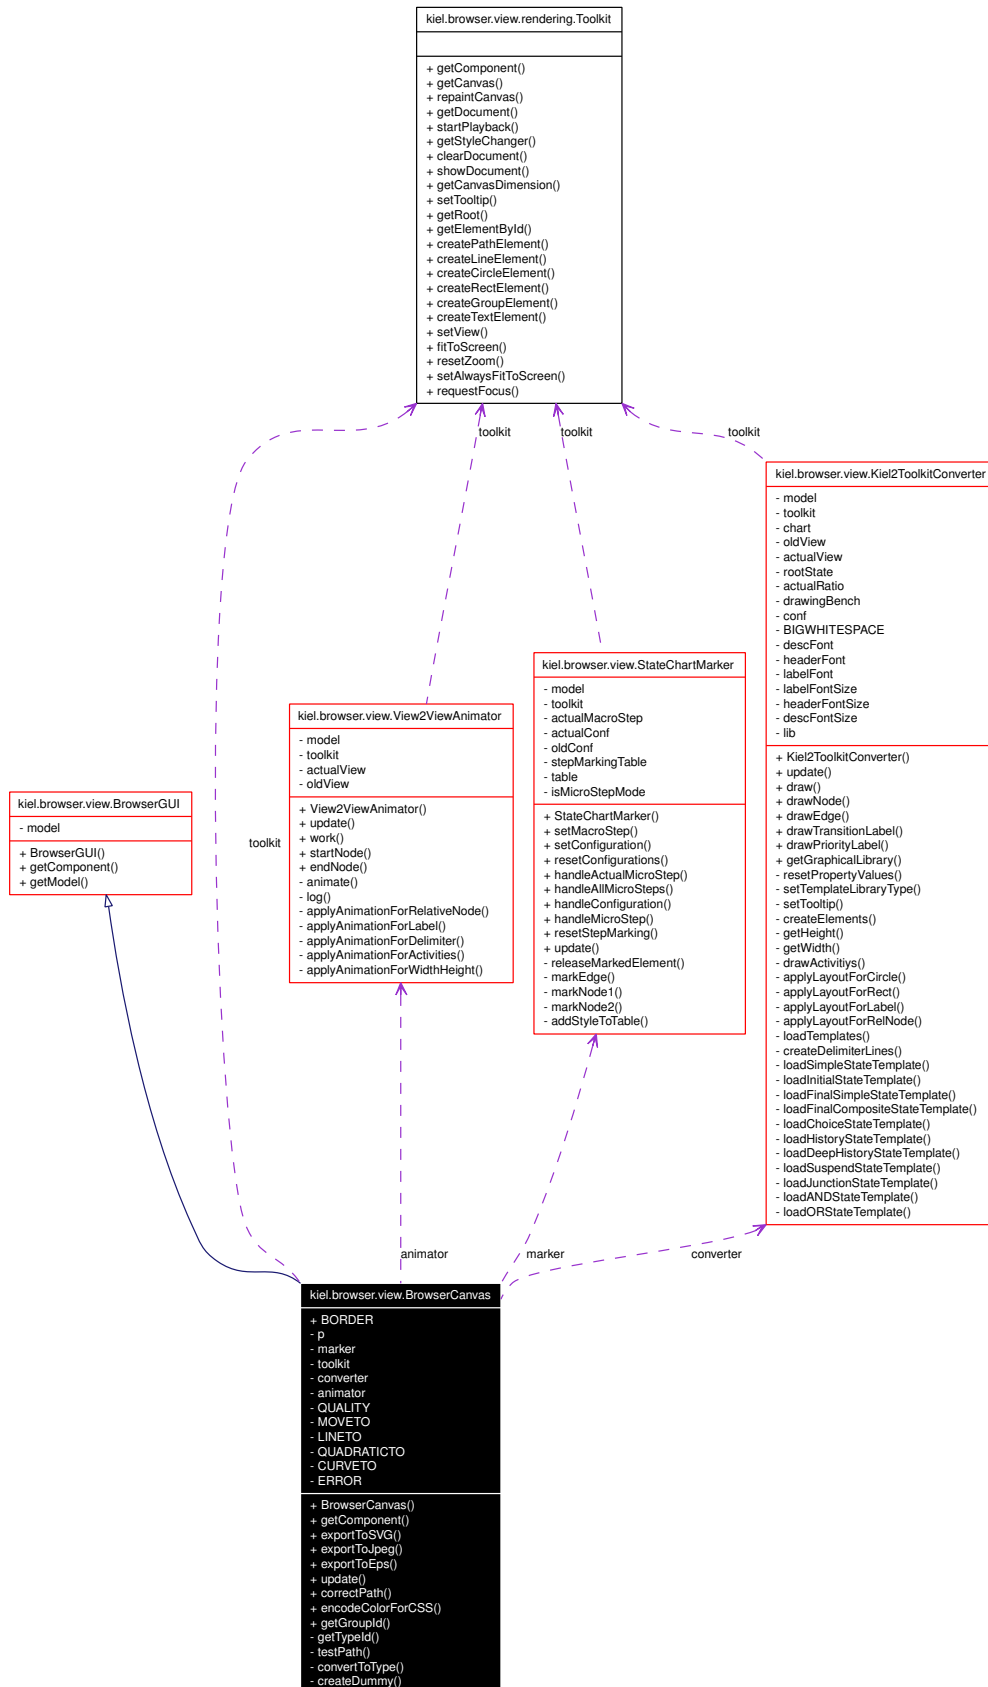 kiel.browser.view.rendering.Toolkit
+ getComponent()
+ getCanvas()
+ repaintCanvas()
+ getDocument()
+ startPlayback()
+ getStyleChanger()
+ clearDocument()
+ showDocument()
+ getCanvasDimension()
+ setTooltip()
+ getRoot()
+ getElementById()
+ createPathElement()
+ createLineElement()
+ createCircleElement()
+ createRectElement()
+ createGroupElement()
+ createTextElement()
+ setView()
+ fitToScreen()
+ resetZoom()
+ setAlwaysFitToScreen()
+ requestFocus()
toolkit
toolkit
toolkit
kiel.browser.view.Kiel2ToolkitConverter
- model
- toolkit
- chart
- oldView
- actualView
- rootState
- actualRatio
- drawingBench
- conf
- BIGWHITESPACE
- descFont
- headerFont
- labelFont
- labelFontSize
- headerFontSize
- descFontSize
- lib
+ Kiel2ToolkitConverter()
+ update()
+ draw()
+ drawNode()
+ drawEdge()
+ drawTransitionLabel()
+ drawPriorityLabel()
+ getGraphicalLibrary()
- resetPropertyValues()
- setTemplateLibraryType()
- setTooltip()
- createElements()
- getHeight()
- getWidth()
- drawActivitiys()
- applyLayoutForCircle()
- applyLayoutForRect()
- applyLayoutForLabel()
- applyLayoutForRelNode()
- loadTemplates()
- createDelimiterLines()
- loadSimpleStateTemplate()
- loadInitialStateTemplate()
- loadFinalSimpleStateTemplate()
- loadFinalCompositeStateTemplate()
- loadChoiceStateTemplate()
- loadHistoryStateTemplate()
- loadDeepHistoryStateTemplate()
- loadSuspendStateTemplate()
- loadJunctionStateTemplate()
- loadANDStateTemplate()
- loadORStateTemplate()
kiel.browser.view.StateChartMarker
- model
- toolkit
- actualMacroStep
- actualConf
- oldConf
- stepMarkingTable
- table
- isMicroStepMode
+ StateChartMarker()
+ setMacroStep()
+ setConfiguration()
+ resetConfigurations()
+ handleActualMicroStep()
+ handleAllMicroSteps()
+ handleConfiguration()
+ handleMicroStep()
+ resetStepMarking()
+ update()
- releaseMarkedElement()
- markEdge()
- markNode1()
- markNode2()
- addStyleToTable()
kiel.browser.view.View2ViewAnimator
- model
- toolkit
- actualView
- oldView
+ View2ViewAnimator()
+ update()
+ work()
+ startNode()
+ endNode()
- animate()
- log()
- applyAnimationForRelativeNode()
- applyAnimationForLabel()
- applyAnimationForDelimiter()
- applyAnimationForActivities()
- applyAnimationForWidthHeight()
kiel.browser.view.BrowserGUI
- model
+ BrowserGUI()
+ getComponent()
+ getModel()
toolkit
animator
marker
converter
kiel.browser.view.BrowserCanvas
+ BORDER
- p
- marker
- toolkit
- converter
- animator
- QUALITY
- MOVETO
- LINETO
- QUADRATICTO
- CURVETO
- ERROR
+ BrowserCanvas()
+ getComponent()
+ exportToSVG()
+ exportToJpeg()
+ exportToEps()
+ update()
+ correctPath()
+ encodeColorForCSS()
+ getGroupId()
- getTypeId()
- testPath()
- convertToType()
- createDummy()